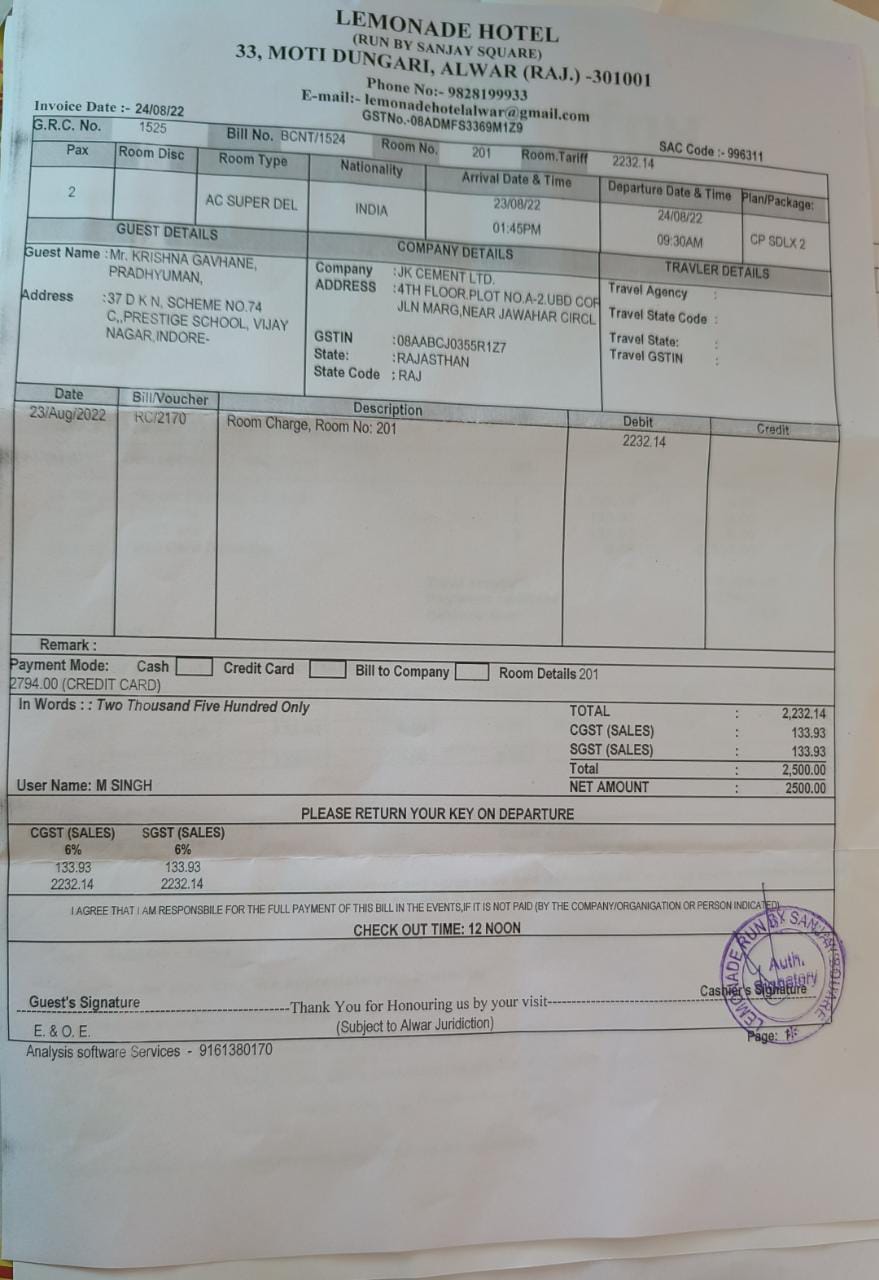 LEMONADE HOTEL
(RUN BY SANJAY SQUARE)
33, MOTI DUNGARI, ALWAR (RAJ.) -301001
Phone No:- 9828199933
E-mail:- lemonadehotelalwar@gmail.com
GSTNo.-08ADMFS3369M1Z9
Invoice Date :- 24/08/22
SAC Code :- 996311
G.R.C. No. 1525 Bill No. BCNT/1524 Room No. 201 Room.Tariff 2232.14
Pax Room Disc Room Type Nationality Arrival Date & Time Departure Date & Time Plan/Package:
2 AC SUPER DEL INDIA 23/08/22 24/08/22 CP SDLX 2
01:45PM 09:30AM
GUEST DETAILS COMPANY DETAILS TRAVLER DETAILS
Guest Name : Mr. KRISHNA GAVHANE,
PRADHYUMAN,
Address :37 D K N, SCHEME NO.74
C,,PRESTIGE SCHOOL, VIJAY
NAGAR,INDORE-
Company :JK CEMENT LTD.
ADDRESS :4TH FLOOR.PLOT NO.A-2.UBD COR
JLN MARG,NEAR JAWAHAR CIRCL
GSTIN :08AABCJ0355R1Z7
State: :RAJASTHAN
State Code : RAJ
Travel Agency :
Travel State Code :
Travel State: :
Travel GSTIN :
Date Bill/Voucher Description Debit Credit
23/Aug/2022 RC/2170 Room Charge, Room No: 201 2232.14
Remark :
Payment Mode: Cash Credit Card Bill to Company Room Details 201
2794.00 (CREDIT CARD)
In Words : : Two Thousand Five Hundred Only
TOTAL : 2,232.14
CGST (SALES) : 133.93
SGST (SALES) : 133.93
Total : 2,500.00
User Name: M SINGH
NET AMOUNT : 2500.00
PLEASE RETURN YOUR KEY ON DEPARTURE
CGST (SALES) SGST (SALES)
6% 6%
133.93 133.93
2232.14 2232.14
I AGREE THAT I AM RESPONSBILE FOR THE FULL PAYMENT OF THIS BILL IN THE EVENTS,IF IT IS NOT PAID (BY THE COMPANY/ORGANIGATION OR PERSON INDICATED)
CHECK OUT TIME: 12 NOON
LEMONADE RUN BY SANJAY SQUARE
Auth.
Signatory
Guest's Signature Cashier's Signature
Thank You for Honouring us by your visit
E. & O. E. (Subject to Alwar Juridiction)
Page:
Analysis software Services - 9161380170